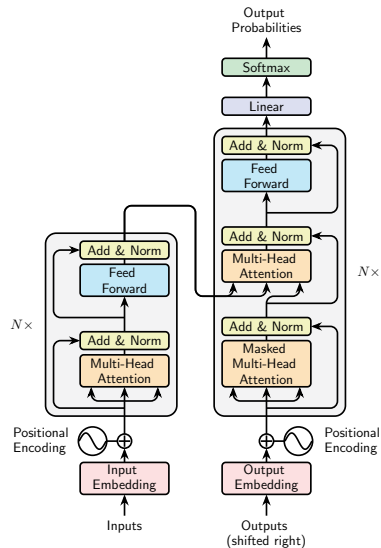 Output
Probabilities
Softmax
Linear
Add & Norm
Feed
Forward
Add & Norm
Multi-Head
Attention
N×
Add & Norm
Masked
Multi-Head
Attention
Add & Norm
Feed
Forward
N×
Add & Norm
Multi-Head
Attention
Positional
Encoding
Positional
Encoding
Input
Embedding
Output
Embedding
Inputs
Outputs
(shifted right)